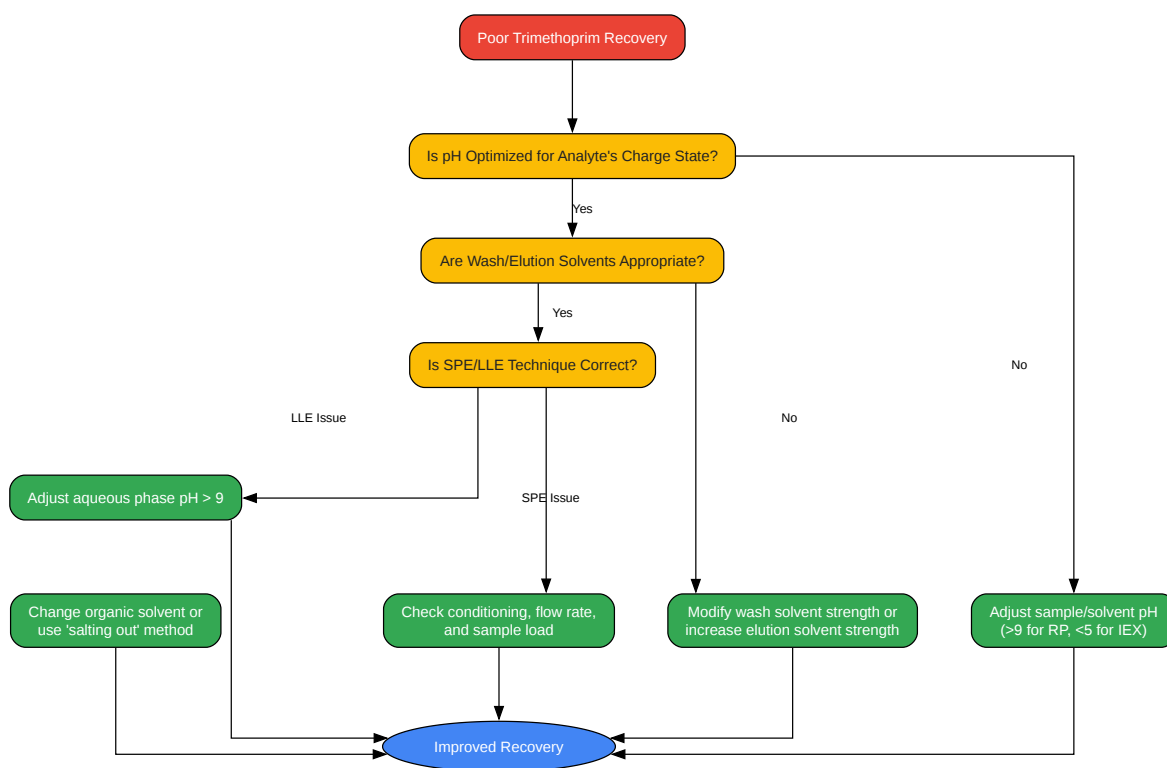 Poor Trimethoprim Recovery
Is pH Optimized for Analyte's Charge State?
Yes
Are Wash/Elution Solvents Appropriate?
Yes
Is SPE/LLE Technique Correct?
No
LLE Issue
No
Adjust aqueous phase pH > 9
SPE Issue
Change organic solvent or
use 'salting out' method
Check conditioning, flow rate,
and sample load
Modify wash solvent strength or
increase elution solvent strength
Adjust sample/solvent pH
(>9 for RP, <5 for IEX)
Improved Recovery